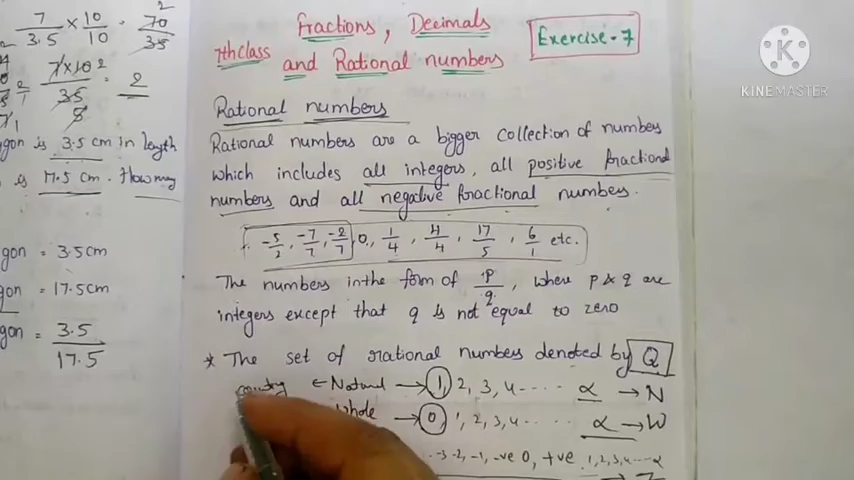 7/3.5 × 10/10 = 70/35
7×10/35 = 2
gon is 3.5 cm in length
is 17.5 cm. How many
gon = 3.5cm
gon = 17.5cm
gon = 3.5/17.5
Fractions, Decimals
7th class and Rational numbers
Exercise-7
K
KINEMASTER
Rational numbers
Rational numbers are a bigger collection of numbers
which includes all integers, all positive fractional
numbers and all negative fractional numbers.
-5/2, -7/7, -2/7, 0, 1/4, 4/4, 17/5, 6/1 etc.
The numbers in the form of P/q, where p & q are
integers except that q is not equal to zero
* The set of rational numbers denoted by Q
← Natural → 1, 2, 3, 4 .... α → N
Whole → 0, 1, 2, 3, 4 .... α → W
-3 -2, -1, -ve 0, +ve 1, 2, 3, 4...α